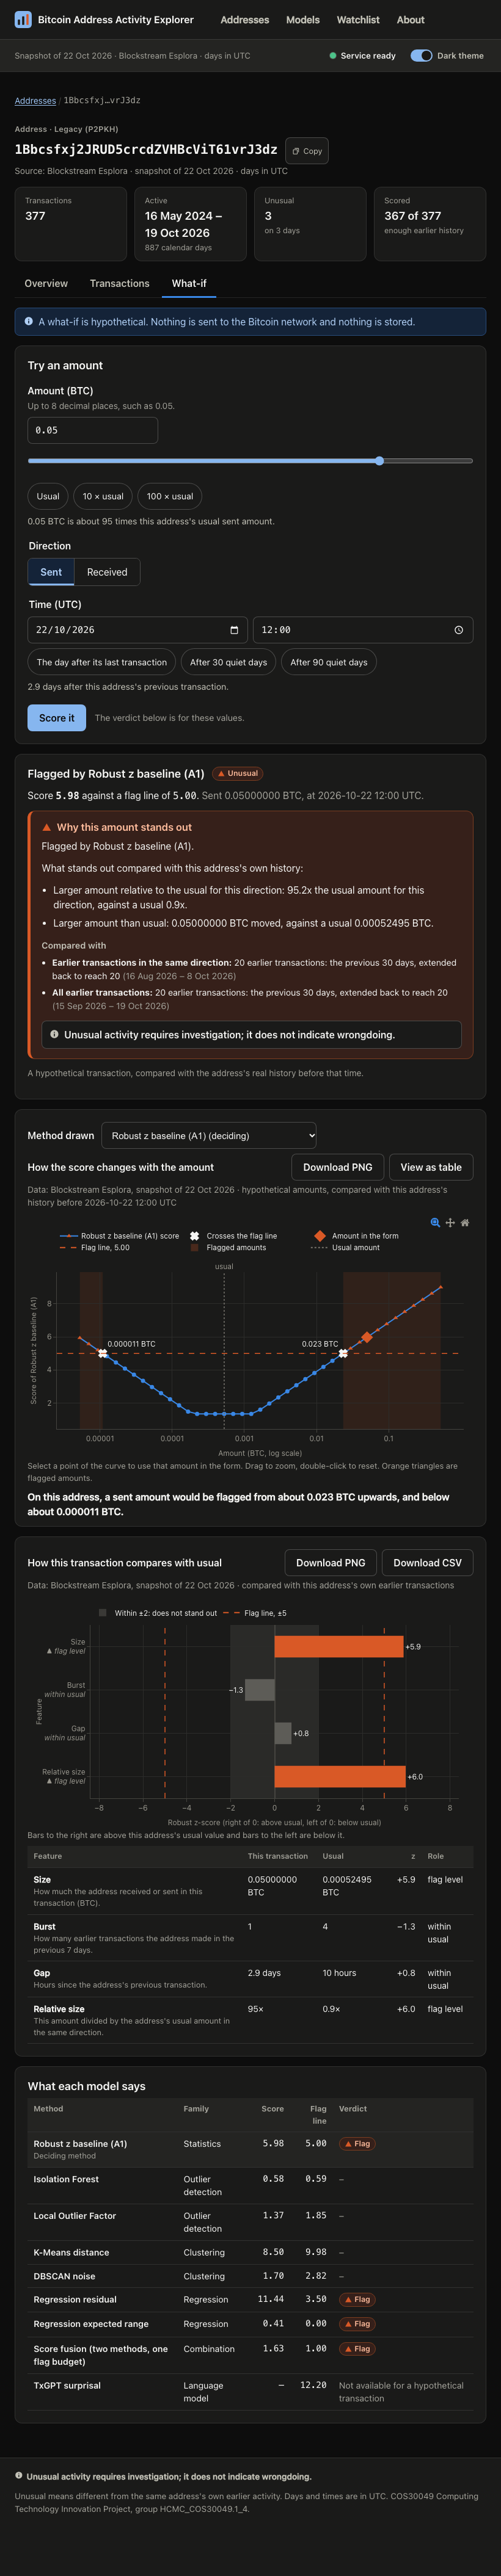 Bitcoin Address Activity Explorer
Addresses
Models
Watchlist
About
Snapshot of 22 Oct 2026 · Blockstream Esplora · days in UTC
Service ready
Dark theme
Addresses / 1Bbcsfxj…vrJ3dz
Address · Legacy (P2PKH)
1Bbcsfxj2JRUD5crcdZVHBcViT61vrJ3dz
Copy
Source: Blockstream Esplora · snapshot of 22 Oct 2026 · days in UTC
Transactions
377
Active
16 May 2024 –
19 Oct 2026
887 calendar days
Unusual
3
on 3 days
Scored
367 of 377
enough earlier history
Overview
Transactions
What-if
A what-if is hypothetical. Nothing is sent to the Bitcoin network and nothing is stored.
Try an amount
Amount (BTC)
Up to 8 decimal places, such as 0.05.
0.05
Usual
10 × usual
100 × usual
0.05 BTC is about 95 times this address's usual sent amount.
Direction
Sent
Received
Time (UTC)
22/10/2026
12:00
The day after its last transaction
After 30 quiet days
After 90 quiet days
2.9 days after this address's previous transaction.
Score it
The verdict below is for these values.
Flagged by Robust z baseline (A1)
Unusual
Score 5.98 against a flag line of 5.00. Sent 0.05000000 BTC, at 2026-10-22 12:00 UTC.
Why this amount stands out
Flagged by Robust z baseline (A1).
What stands out compared with this address's own history:
• Larger amount relative to the usual for this direction: 95.2x the usual amount for this
direction, against a usual 0.9x.
• Larger amount than usual: 0.05000000 BTC moved, against a usual 0.00052495 BTC.
Compared with
• Earlier transactions in the same direction: 20 earlier transactions: the previous 30 days, extended
back to reach 20 (16 Aug 2026 – 8 Oct 2026)
• All earlier transactions: 20 earlier transactions: the previous 30 days, extended back to reach 20
(15 Sep 2026 – 19 Oct 2026)
Unusual activity requires investigation; it does not indicate wrongdoing.
A hypothetical transaction, compared with the address's real history before that time.
Method drawn
Robust z baseline (A1) (deciding)
How the score changes with the amount
Download PNG
View as table
Data: Blockstream Esplora, snapshot of 22 Oct 2026 · hypothetical amounts, compared with this address's
history before 2026-10-22 12:00 UTC
Robust z baseline (A1) score
Crosses the flag line
Amount in the form
Flag line, 5.00
Flagged amounts
Usual amount
usual
0.000011 BTC
0.023 BTC
Score of Robust z baseline (A1)
8
6
4
2
0.00001
0.0001
0.001
0.01
0.1
Amount (BTC, log scale)
Select a point of the curve to use that amount in the form. Drag to zoom, double-click to reset. Orange triangles are
flagged amounts.
On this address, a sent amount would be flagged from about 0.023 BTC upwards, and below
about 0.000011 BTC.
How this transaction compares with usual
Download PNG
Download CSV
Data: Blockstream Esplora, snapshot of 22 Oct 2026 · compared with this address's own earlier transactions
Within ±2: does not stand out
Flag line, ±5
Feature
Size
▲ flag level
+5.9
Burst
within usual
−1.3
Gap
within usual
+0.8
Relative size
▲ flag level
+6.0
−8
−6
−4
−2
0
2
4
6
8
Robust z-score (right of 0: above usual, left of 0: below usual)
Bars to the right are above this address's usual value and bars to the left are below it.
Feature This transaction Usual z Role
Size 0.05000000 0.00052495 +5.9 flag level
How much the address received or sent in this BTC BTC
transaction (BTC).
Burst 1 4 −1.3 within
How many earlier transactions the address made in the usual
previous 7 days.
Gap 2.9 days 10 hours +0.8 within
Hours since the address's previous transaction. usual
Relative size 95× 0.9× +6.0 flag level
This amount divided by the address's usual amount in
the same direction.
What each model says
Method Family Score Flag Verdict
line
Robust z baseline (A1) Statistics 5.98 5.00 ▲ Flag
Deciding method
Isolation Forest Outlier 0.58 0.59 –
detection
Local Outlier Factor Outlier 1.37 1.85 –
detection
K-Means distance Clustering 8.50 9.98 –
DBSCAN noise Clustering 1.70 2.82 –
Regression residual Regression 11.44 3.50 ▲ Flag
Regression expected range Regression 0.41 0.00 ▲ Flag
Score fusion (two methods, one Combination 1.63 1.00 ▲ Flag
flag budget)
TxGPT surprisal Language – 12.20 Not available for a hypothetical
model transaction
Unusual activity requires investigation; it does not indicate wrongdoing.
Unusual means different from the same address's own earlier activity. Days and times are in UTC. COS30049 Computing
Technology Innovation Project, group HCMC_COS30049.1_4.